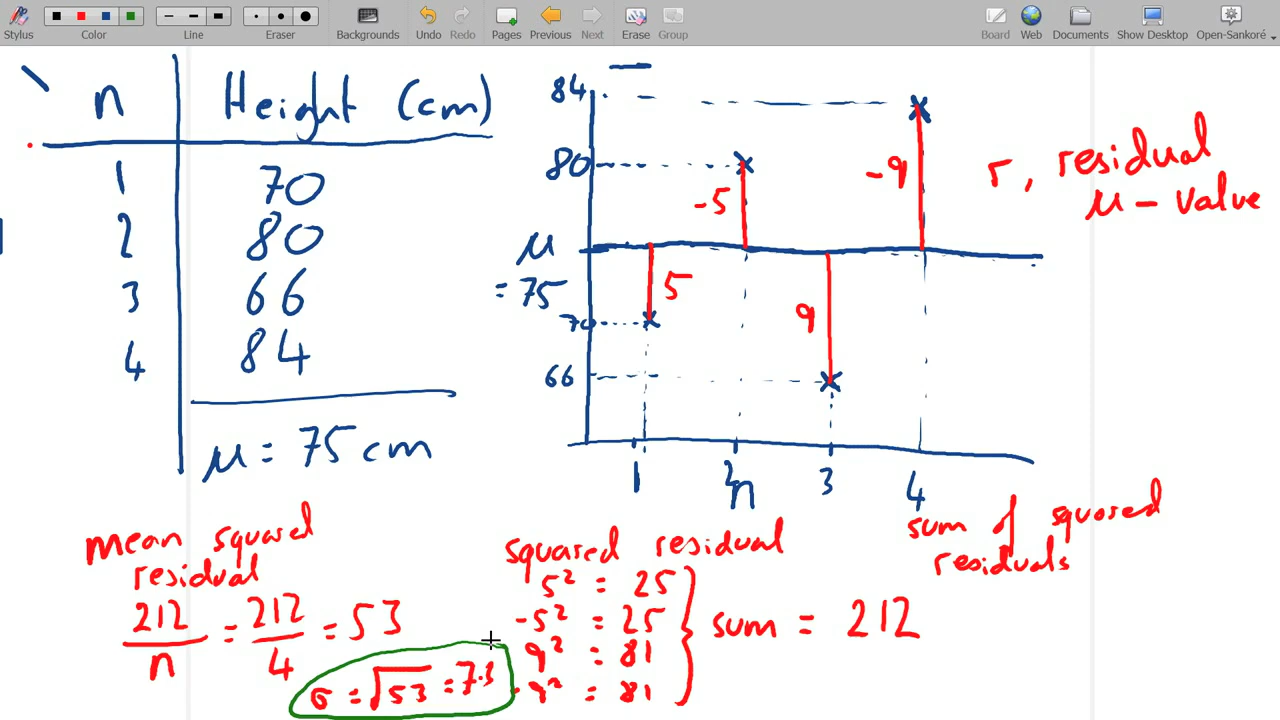 Stylus Color Line Eraser Backgrounds Undo Redo Pages Previous Next Erase Group Board Web Documents Show Desktop Open-Sankoré
n Height (cm)
1 70
2 80
3 66
4 84
μ = 75 cm
84
80
μ
= 75
70
66
1 2 3 4
n
5
-5
9
-9
r, residual
μ - value
mean squared
residual
212/n = 212/4 = 53
σ = √53 = 7.3
squared residual
5² = 25
-5² = 25
9² = 81
-9² = 81
sum = 212
sum of squared
residuals